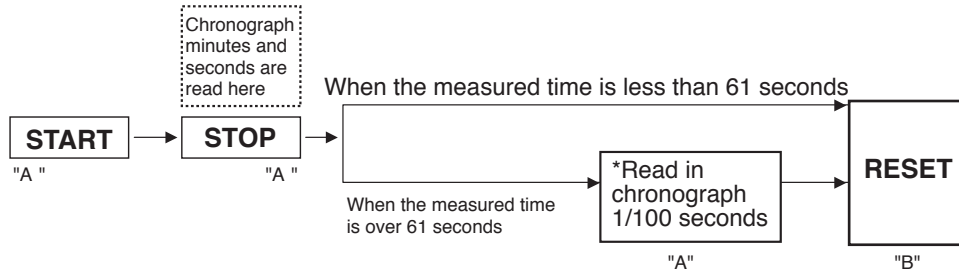 Chronograph
minutes and
seconds are
read here
When the measured time is less than 61 seconds
START
STOP
RESET
"A "
"A "
*Read in
chronograph
1/100 seconds
When the measured time
is over 61 seconds
"A"
"B"